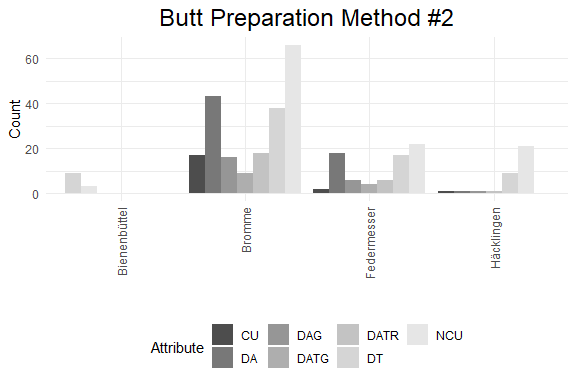 Butt Preparation Method #2
60
40
20
0
Count
Bienenbüttel
Bromme
Federmesser
Häcklingen
Attribute
CU DAG DATR NCU
DA DATG DT